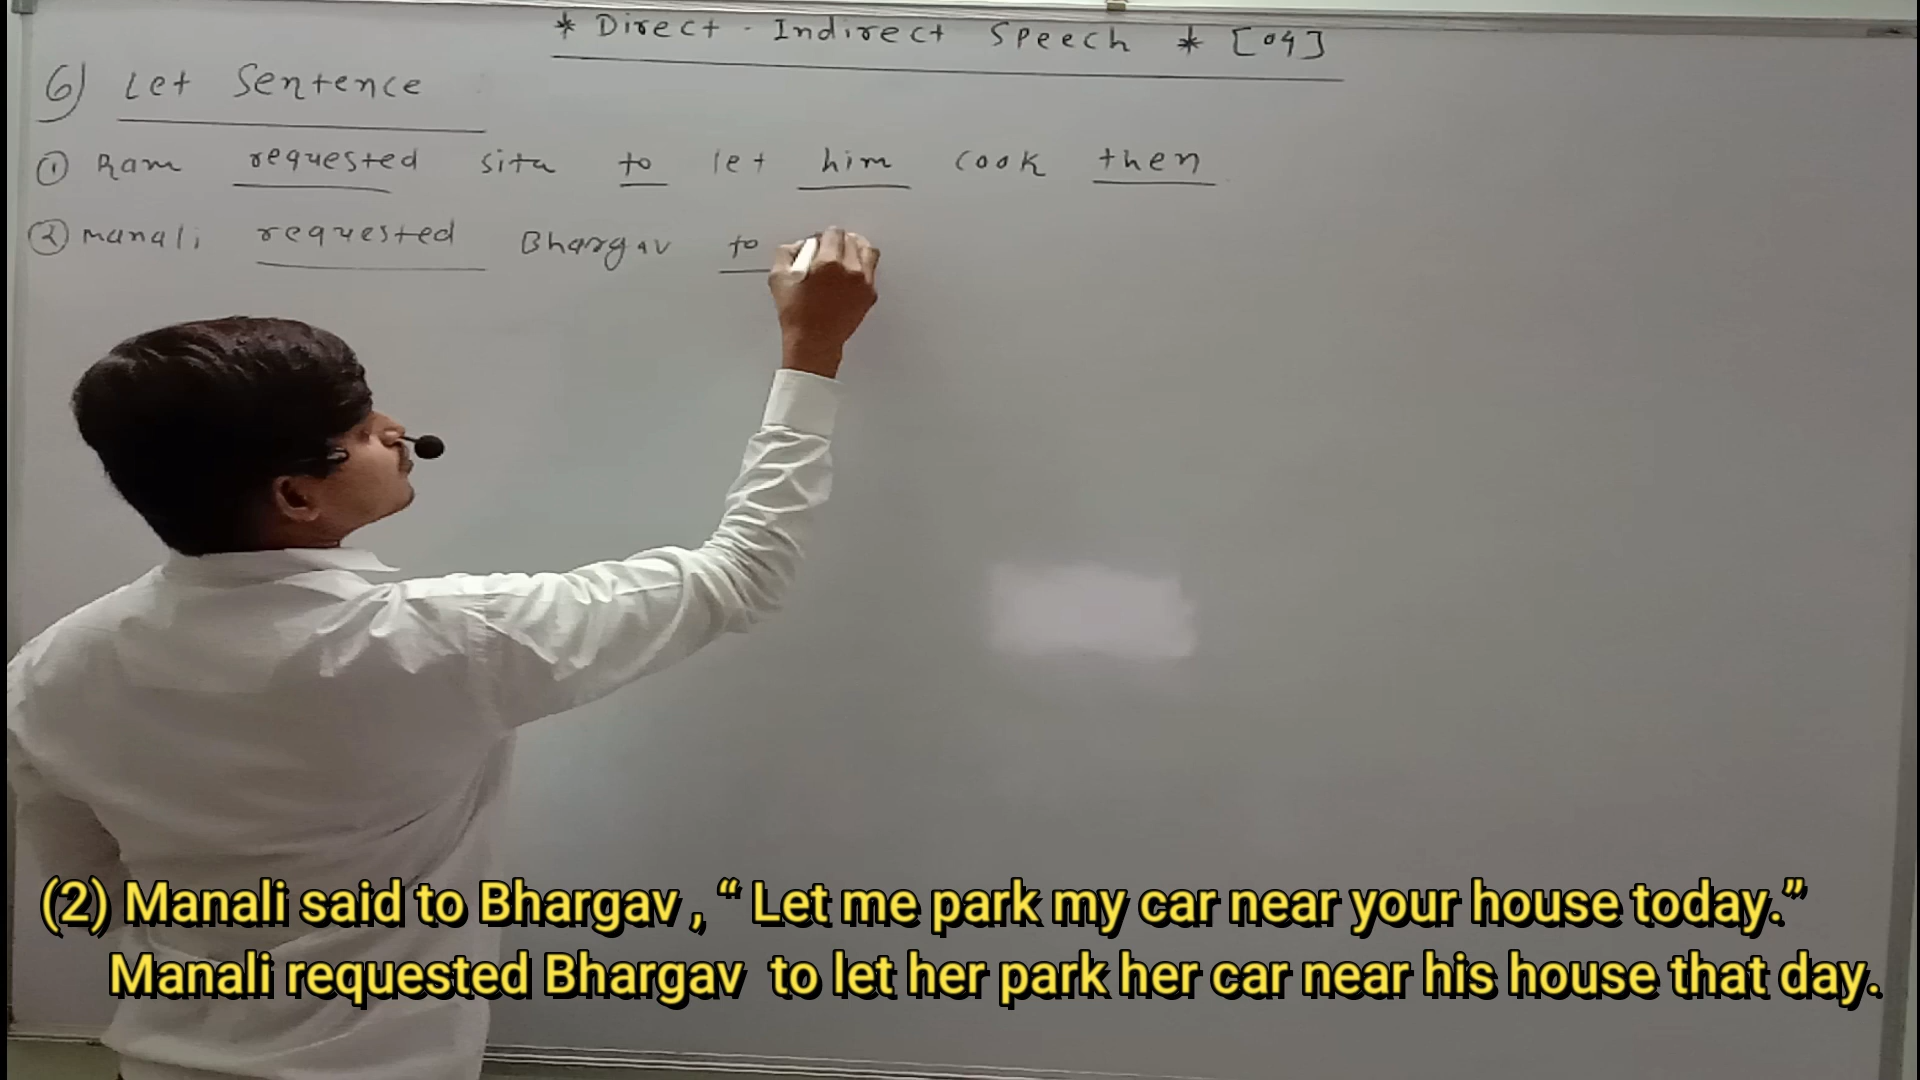 * Direct - Indirect Speech * [04]
6) Let Sentence
① Ram requested sita to let him cook then
② manali requested Bhargav to
(2) Manali said to Bhargav , “ Let me park my car near your house today.”
Manali requested Bhargav to let her park her car near his house that day.